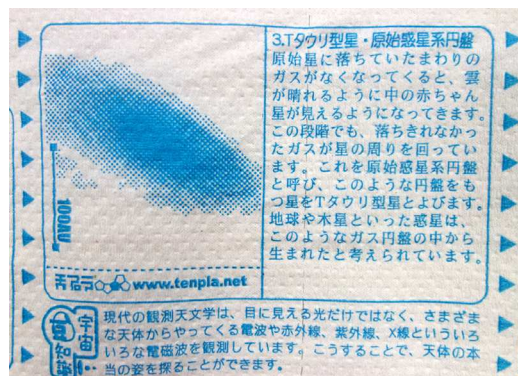 3.Tタウリ型星・原始惑星系円盤
原始星に落ちていたまわりの
ガスがなくなってくると、雲
が晴れるように中の赤ちゃん
星が見えるようになってきます。
この段階でも、落ちきれなかっ
たガスが星の周りを回ってい
ます。これを原始惑星系円盤
と呼び、このような円盤をも
つ星をTタウリ型星とよびます。
地球や木星といった惑星は、
このようなガス円盤の中から
生まれたと考えられています。
100AU
天プラ www.tenpla.net
宇宙
豆知識
現代の観測天文学は、目に見える光だけではなく、さまざま
な天体からやってくる電波や赤外線、紫外線、X線といういろ
いろな電磁波を観測しています。こうすることで、天体の本
当の姿を探ることができます。